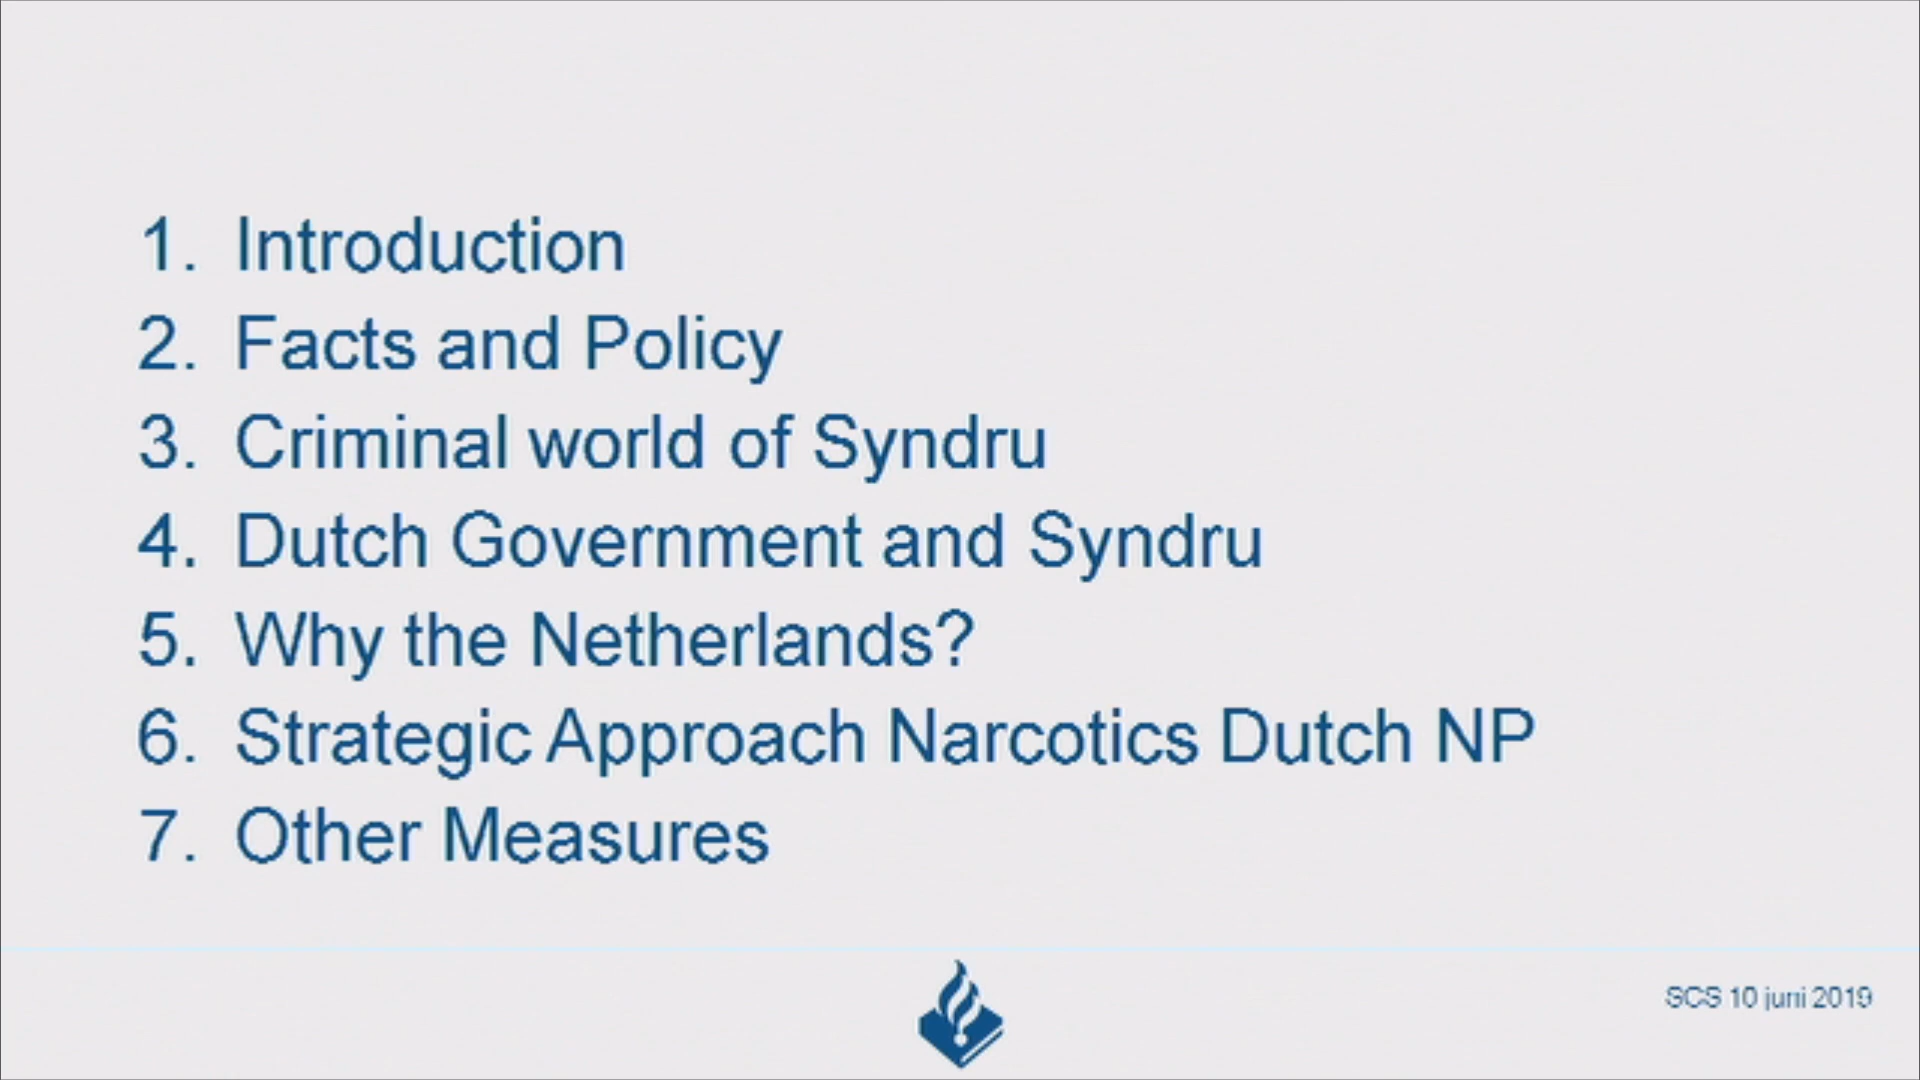 1. Introduction
2. Facts and Policy
3. Criminal world of Syndru
4. Dutch Government and Syndru
5. Why the Netherlands?
6. Strategic Approach Narcotics Dutch NP
7. Other Measures
SCS 10 juni 2019